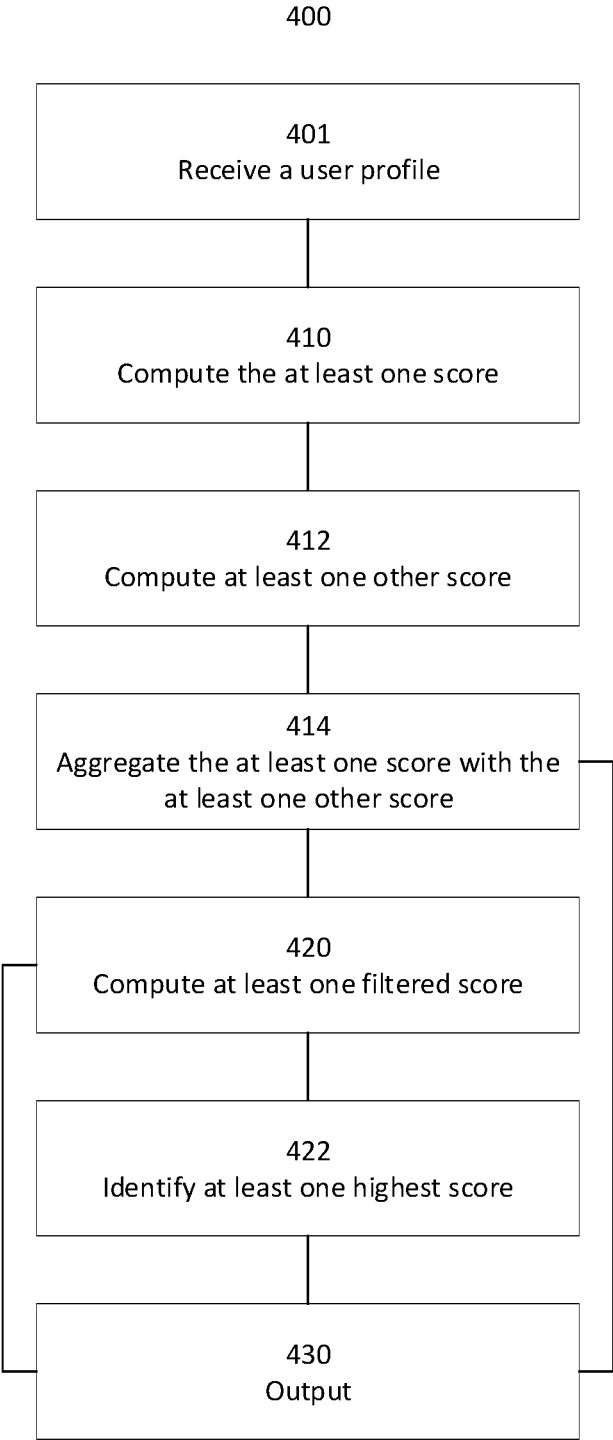 400
401
Receive a user profile
410
Compute the at least one score
412
Compute at least one other score
414
Aggregate the at least one score with the
at least one other score
420
Compute at least one filtered score
422
Identify at least one highest score
430
Output